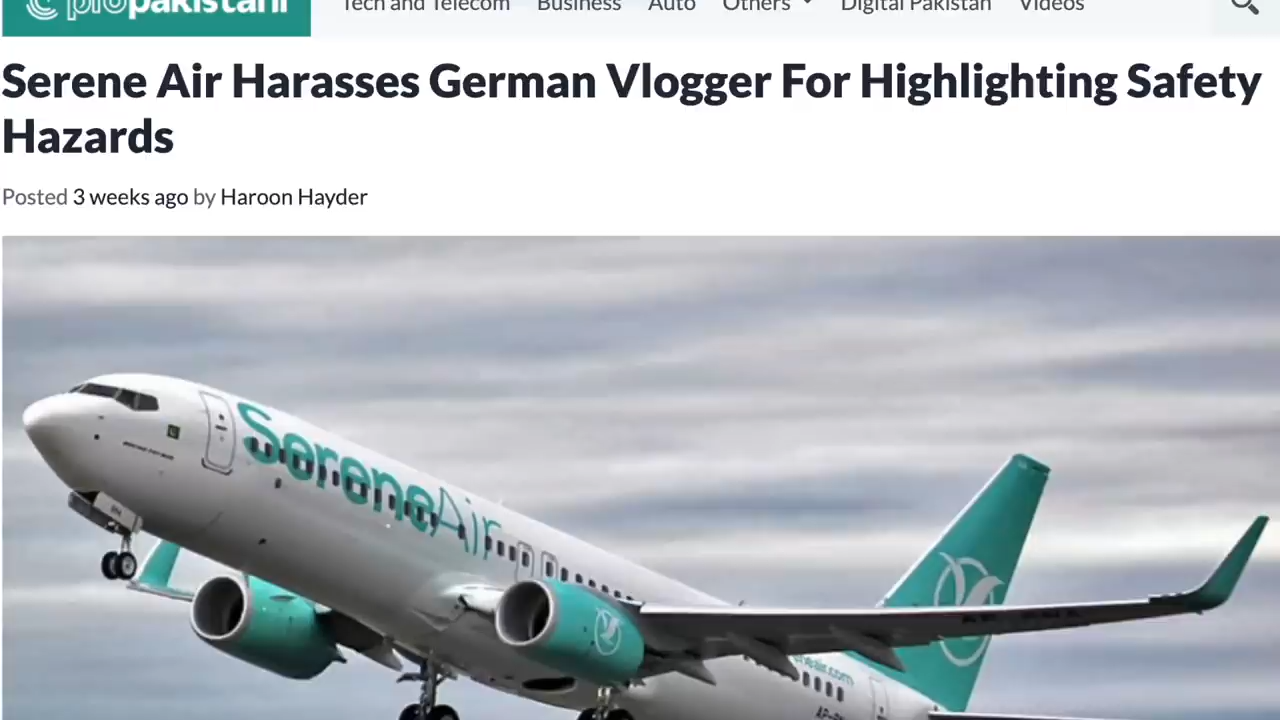 propakistani Tech and Telecom Business Auto Others Digital Pakistan Videos
Serene Air Harasses German Vlogger For Highlighting Safety
Hazards
Posted 3 weeks ago by Haroon Hayder
SereneAir